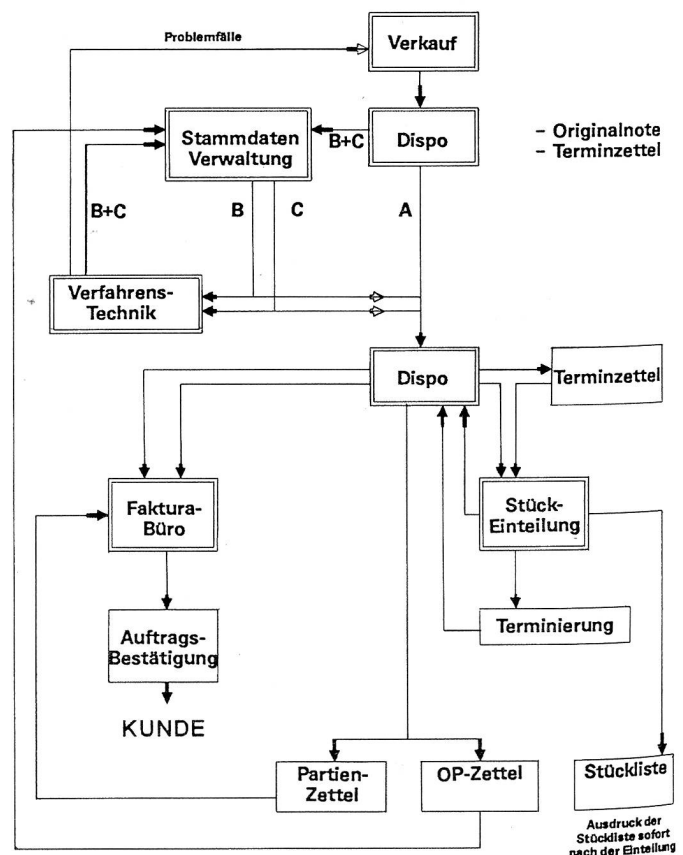 Problemfälle
Verkauf
Stammdaten
Verwaltung
B+C
Dispo
– Originalnote
– Terminzettel
B+C
B
C
A
Verfahrens-
Technik
Dispo
Terminzettel
Faktura-
Büro
Stück-
Einteilung
Auftrags-
Bestätigung
Terminierung
KUNDE
Partien-
Zettel
OP-Zettel
Stückliste
Ausdruck der
Stückliste sofort
nach der Einteilung